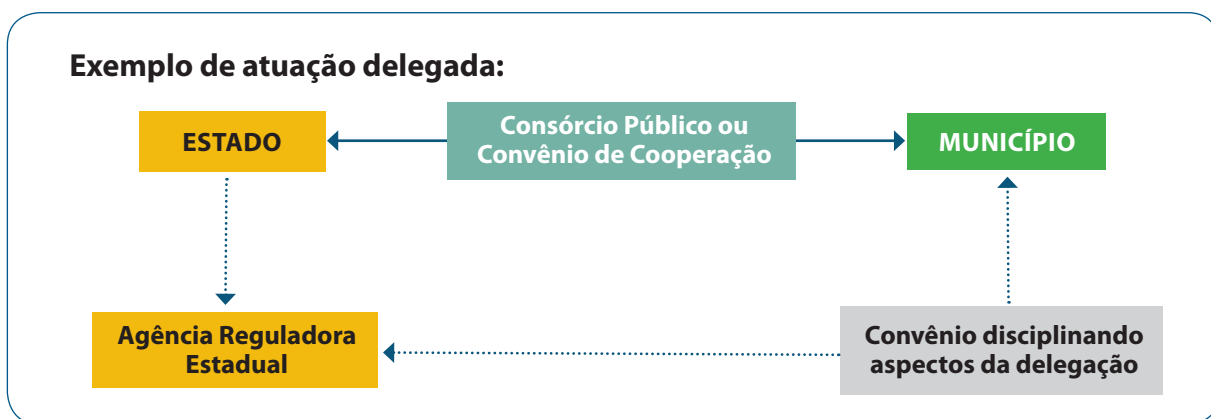 Exemplo de atuação delegada:
ESTADO
Consórcio Público ou
Convênio de Cooperação
MUNICÍPIO
Agência Reguladora
Estadual
Convênio disciplinando
aspectos da delegação